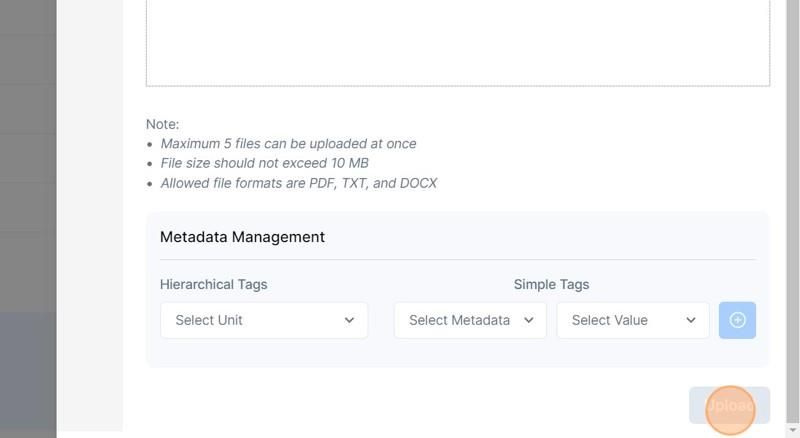 Note:
• Maximum 5 files can be uploaded at once
• File size should not exceed 10 MB
• Allowed file formats are PDF, TXT, and DOCX
Metadata Management
Hierarchical Tags Simple Tags
Select Unit Select Metadata Select Value
Upload